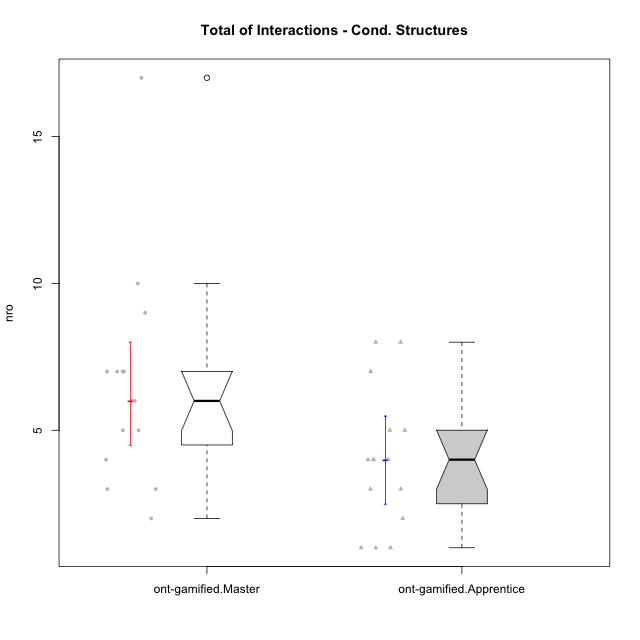 Total of Interactions - Cond. Structures
15
10
5
nro
ont-gamified.Master
ont-gamified.Apprentice